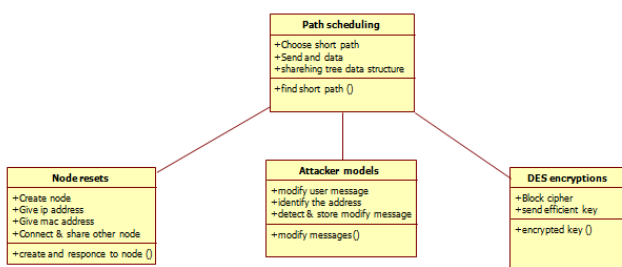 Path scheduling
+Choose short path
+Send and data
+sharehing tree data structure
+find short path ()
Node resets
+Create node
+Give ip address
+Give mac address
+Connect & share other node
+create and responce to node ()
Attacker models
+modify user message
+identify the address
+detect & store modify message
+modify messages()
DES encryptions
+Block cipher
+send efficient key
+encrypted key ()